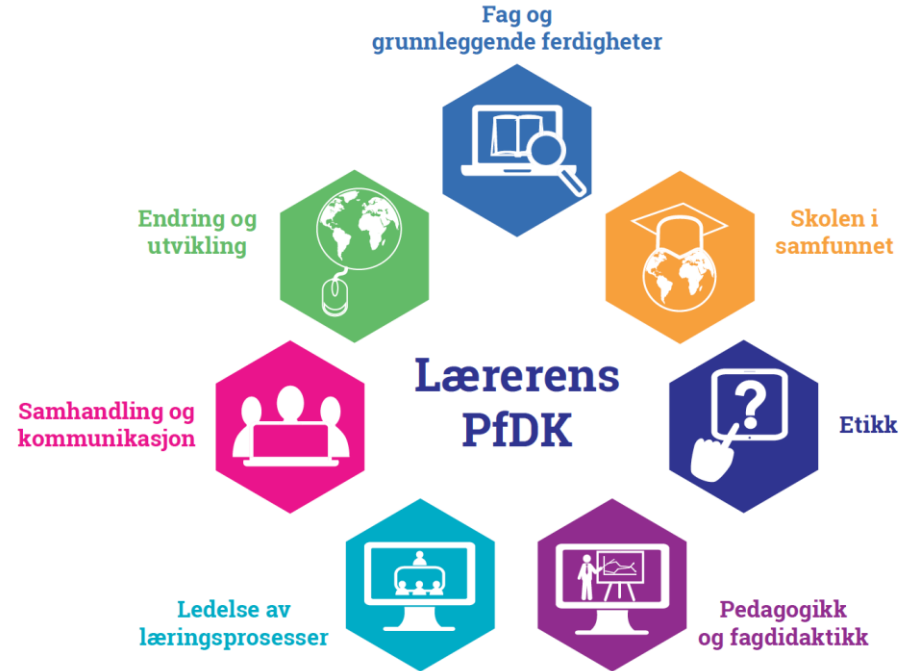 Fag og
grunnleggende ferdigheter
Endring og
utvikling
Skolen i
samfunnet
Lærerens
PfDK
Samhandling og
kommunikasjon
?
Etikk
Ledelse av
læringsprosesser
Pedagogikk
og fagdidaktikk